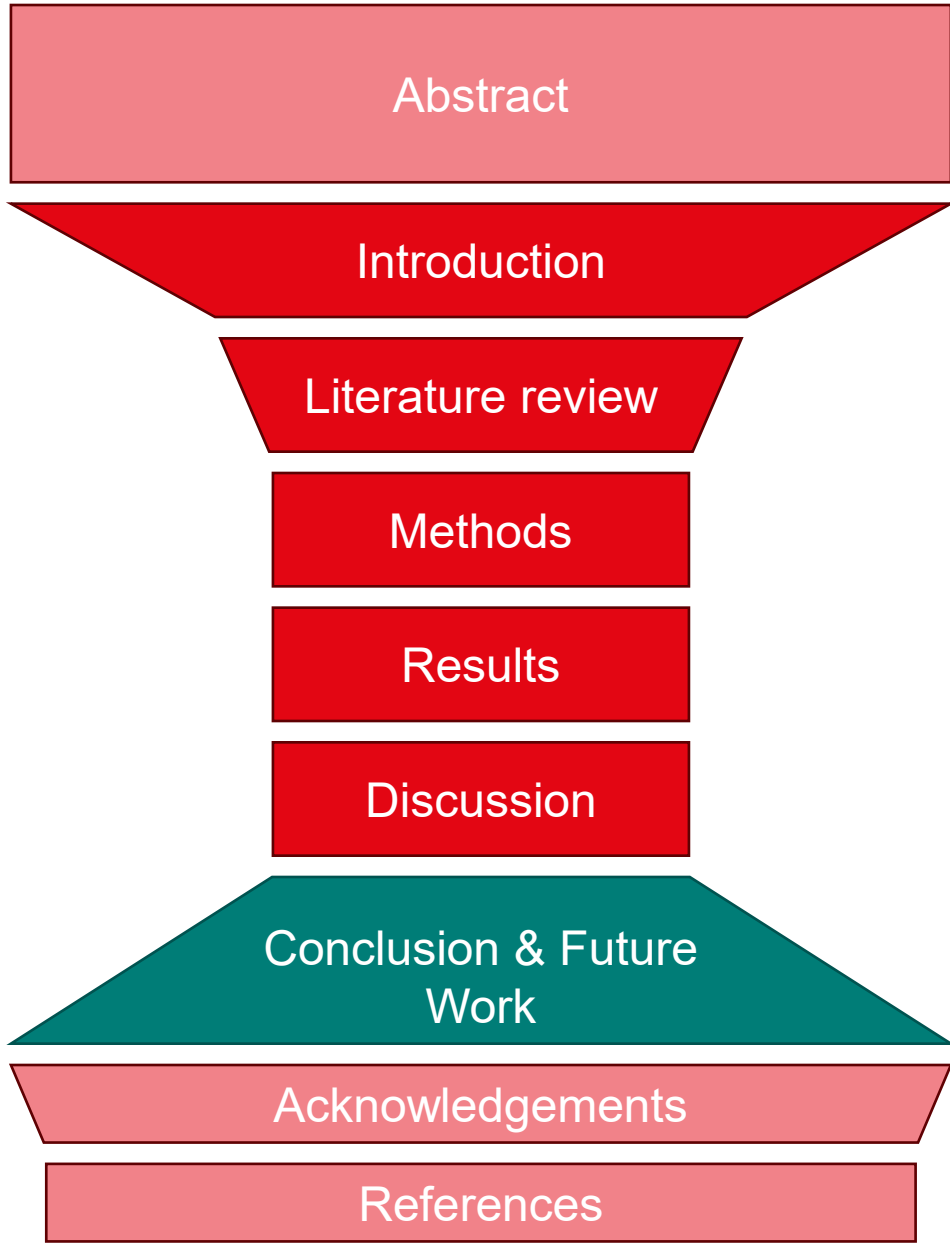 Abstract
Introduction
Literature review
Methods
Results
Discussion
Conclusion & Future
Work
Acknowledgements
References